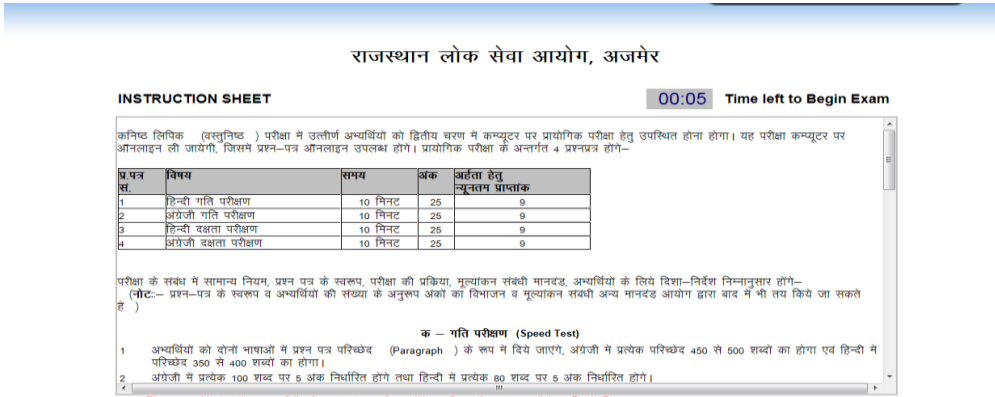 राजस्थान लोक सेवा आयोग, अजमेर
INSTRUCTION SHEET 00:05 Time left to Begin Exam
कनिष्ठ लिपिक (वस्तुनिष्ठ ) परीक्षा में उत्तीर्ण अभ्यर्थियों को द्वितीय चरण में कम्प्यूटर पर प्रायोगिक परीक्षा हेतु उपस्थित होना होगा। यह परीक्षा कम्प्यूटर पर
ऑनलाइन ली जायेगी, जिसमें प्रश्न–पत्र ऑनलाइन उपलब्ध होंगे। प्रायोगिक परीक्षा के अन्तर्गत 4 प्रश्नप्रत्र होंगे–
प्र.पत्र विषय समय अंक अर्हता हेतु
सं. न्यूनतम प्राप्तांक
1 हिन्दी गति परीक्षण 10 मिनट 25 9
2 अंग्रेजी गति परीक्षण 10 मिनट 25 9
3 हिन्दी दक्षता परीक्षण 10 मिनट 25 9
4 अंग्रेजी दक्षता परीक्षण 10 मिनट 25 9
परीक्षा के संबंध में सामान्य नियम, प्रश्न पत्र के स्वरूप, परीक्षा की प्रकिया, मूल्यांकन संबंधी मानदंड, अभ्यर्थियों के लिये दिशा–निर्देश निम्नानुसार होंगे–
(नोटः– प्रश्न–पत्र के स्वरूप व अभ्यर्थियों की संख्या के अनुरूप अंकों का विभाजन व मूल्यांकन संबंधी अन्य मानदंड आयोग द्वारा बाद में भी तय किये जा सकते
हैं )
क – गति परीक्षण (Speed Test)
1 अभ्यर्थियों को दोनों भाषाओं में प्रश्न पत्र परिच्छेद (Paragraph ) के रूप में दिये जाएंगे, अंग्रेजी में प्रत्येक परिच्छेद 450 से 500 शब्दों का होगा एवं हिन्दी में
परिच्छेद 350 से 400 शब्दों का होगा।
2 अंग्रेजी में प्रत्येक 100 शब्द पर 5 अंक निर्धारित होंगे तथा हिन्दी में प्रत्येक 80 शब्द पर 5 अंक निर्धारित होंगे।